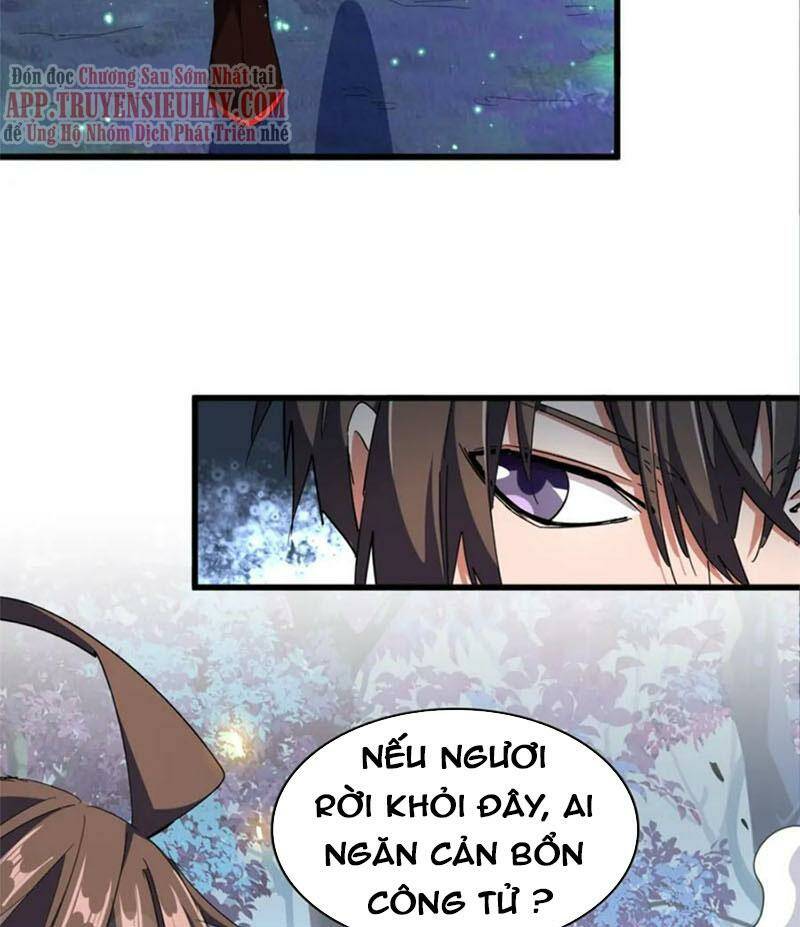 Đón đọc Chương Sau Sớm Nhất tại
APP.TRUYENSIEUHAY.COM
để Ủng Hộ Nhóm Dịch Phát Triển nhé
NẾU NGƯƠI
RỜI KHỎI ĐÂY, AI
NGĂN CẢN BỔN
CÔNG TỬ ?